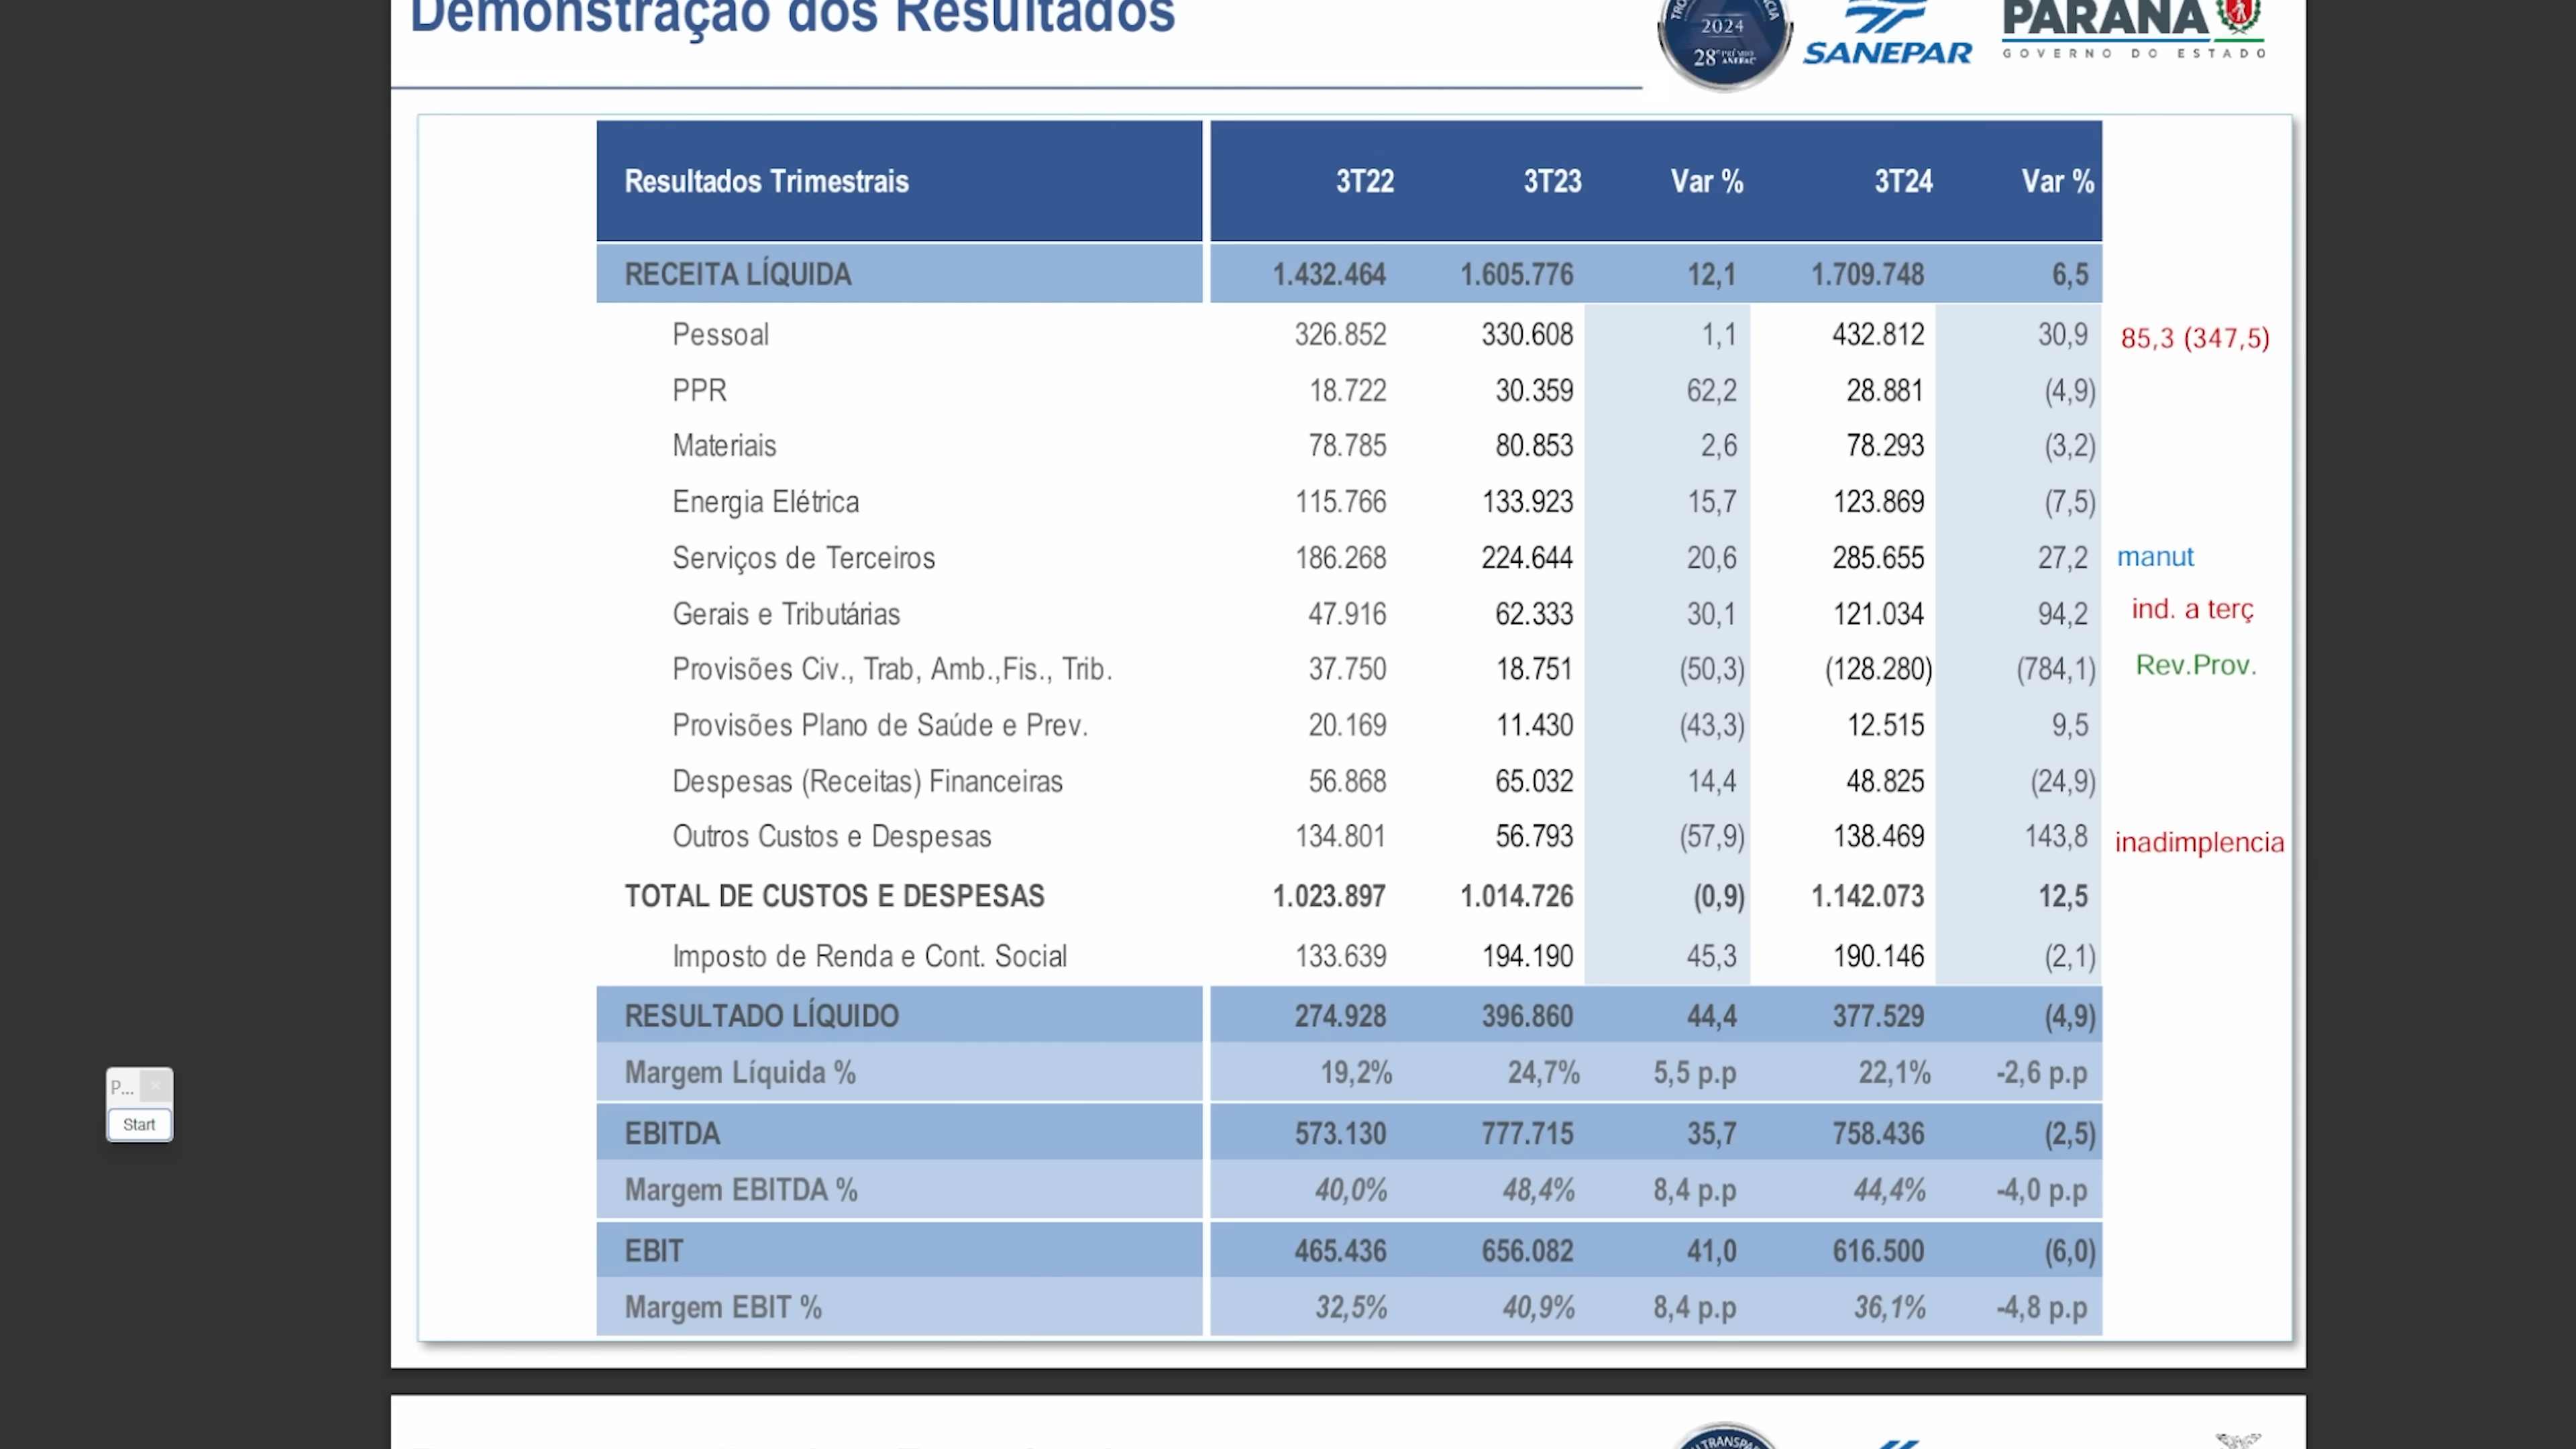 Demonstração dos Resultados
2024
28º PRÊMIO
ANEFAC
SANEPAR
PARANÁ
GOVERNO DO ESTADO
Resultados Trimestrais 3T22 3T23 Var % 3T24 Var %
RECEITA LÍQUIDA 1.432.464 1.605.776 12,1 1.709.748 6,5
Pessoal 326.852 330.608 1,1 432.812 30,9 85,3 (347,5)
PPR 18.722 30.359 62,2 28.881 (4,9)
Materiais 78.785 80.853 2,6 78.293 (3,2)
Energia Elétrica 115.766 133.923 15,7 123.869 (7,5)
Serviços de Terceiros 186.268 224.644 20,6 285.655 27,2 manut
Gerais e Tributárias 47.916 62.333 30,1 121.034 94,2 ind. a terç
Provisões Civ., Trab, Amb.,Fis., Trib. 37.750 18.751 (50,3) (128.280) (784,1) Rev.Prov.
Provisões Plano de Saúde e Prev. 20.169 11.430 (43,3) 12.515 9,5
Despesas (Receitas) Financeiras 56.868 65.032 14,4 48.825 (24,9)
Outros Custos e Despesas 134.801 56.793 (57,9) 138.469 143,8 inadimplencia
TOTAL DE CUSTOS E DESPESAS 1.023.897 1.014.726 (0,9) 1.142.073 12,5
Imposto de Renda e Cont. Social 133.639 194.190 45,3 190.146 (2,1)
RESULTADO LÍQUIDO 274.928 396.860 44,4 377.529 (4,9)
Margem Líquida % 19,2% 24,7% 5,5 p.p 22,1% -2,6 p.p
EBITDA 573.130 777.715 35,7 758.436 (2,5)
Margem EBITDA % 40,0% 48,4% 8,4 p.p 44,4% -4,0 p.p
EBIT 465.436 656.082 41,0 616.500 (6,0)
Margem EBIT % 32,5% 40,9% 8,4 p.p 36,1% -4,8 p.p
P...
Start